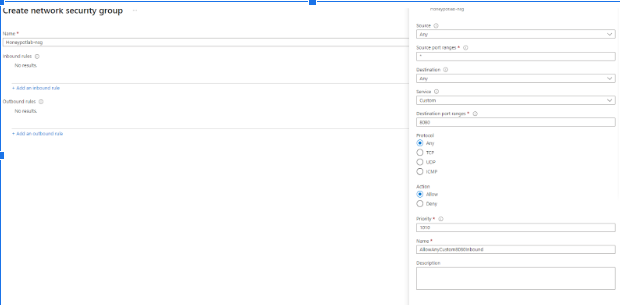 Create network security group
Name *
Honeypotlab-nsg
Inbound rules
No results.
+ Add an inbound rule
Outbound rules
No results.
+ Add an outbound rule
Honeypotlab-nsg
Source
Any
Source port ranges *
*
Destination
Any
Service
Custom
Destination port ranges *
8080
Protocol
Any
TCP
UDP
ICMP
Action
Allow
Deny
Priority *
Name *
AllowAnyCustom8080Inbound
Description